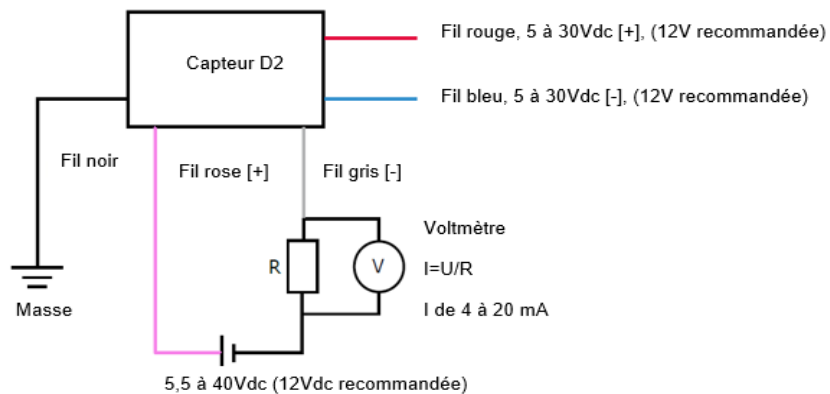 Fil rouge, 5 à 30Vdc [+], (12V recommandée)
Capteur D2
Fil bleu, 5 à 30Vdc [-], (12V recommandée)
Fil noir
Fil rose [+]
Fil gris [-]
Voltmètre
R
V
I=U/R
Masse
I de 4 à 20 mA
5,5 à 40Vdc (12Vdc recommandée)